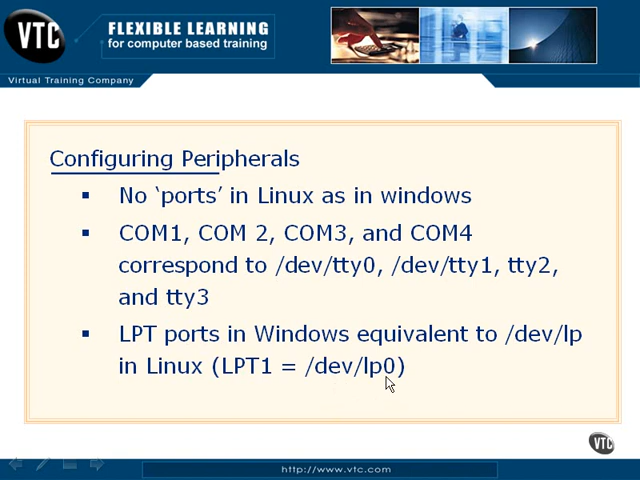 VTC
FLEXIBLE LEARNING
for computer based training
Virtual Training Company
Configuring Peripherals
▪ No ‘ports’ in Linux as in windows
▪ COM1, COM 2, COM3, and COM4
correspond to /dev/tty0, /dev/tty1, tty2,
and tty3
▪ LPT ports in Windows equivalent to /dev/lp
in Linux (LPT1 = /dev/lp0)
VTC
http://www.vtc.com